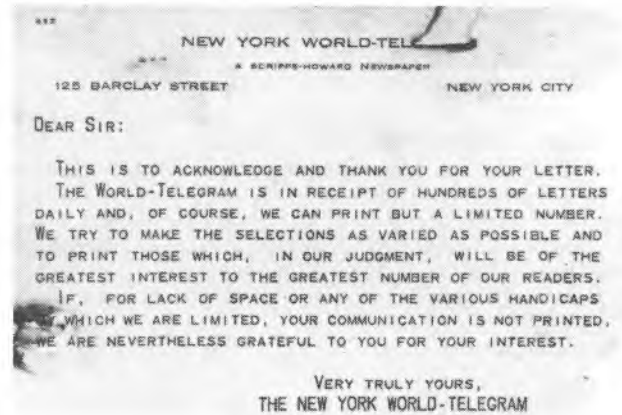 NEW YORK WORLD-TEL
A SCRIPPS-HOWARD NEWSPAPER
125 BARCLAY STREET NEW YORK CITY
DEAR SIR:
THIS IS TO ACKNOWLEDGE AND THANK YOU FOR YOUR LETTER.
THE WORLD-TELEGRAM IS IN RECEIPT OF HUNDREDS OF LETTERS
DAILY AND, OF COURSE, WE CAN PRINT BUT A LIMITED NUMBER.
WE TRY TO MAKE THE SELECTIONS AS VARIED AS POSSIBLE AND
TO PRINT THOSE WHICH, IN OUR JUDGMENT, WILL BE OF THE
GREATEST INTEREST TO THE GREATEST NUMBER OF OUR READERS.
IF, FOR LACK OF SPACE OR ANY OF THE VARIOUS HANDICAPS
WHICH WE ARE LIMITED, YOUR COMMUNICATION IS NOT PRINTED,
WE ARE NEVERTHELESS GRATEFUL TO YOU FOR YOUR INTEREST.
VERY TRULY YOURS,
THE NEW YORK WORLD-TELEGRAM